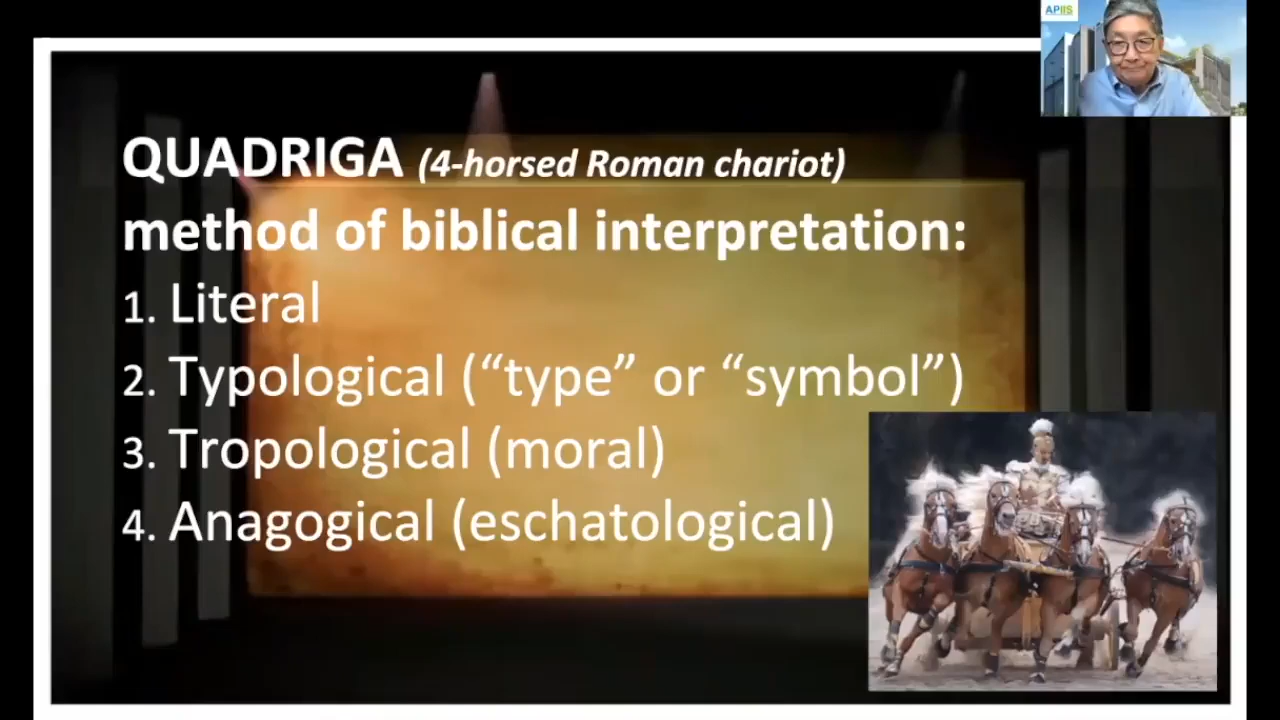 APIIS
QUADRIGA (4-horsed Roman chariot)
method of biblical interpretation:
1. Literal
2. Typological (“type” or “symbol”)
3. Tropological (moral)
4. Anagogical (eschatological)